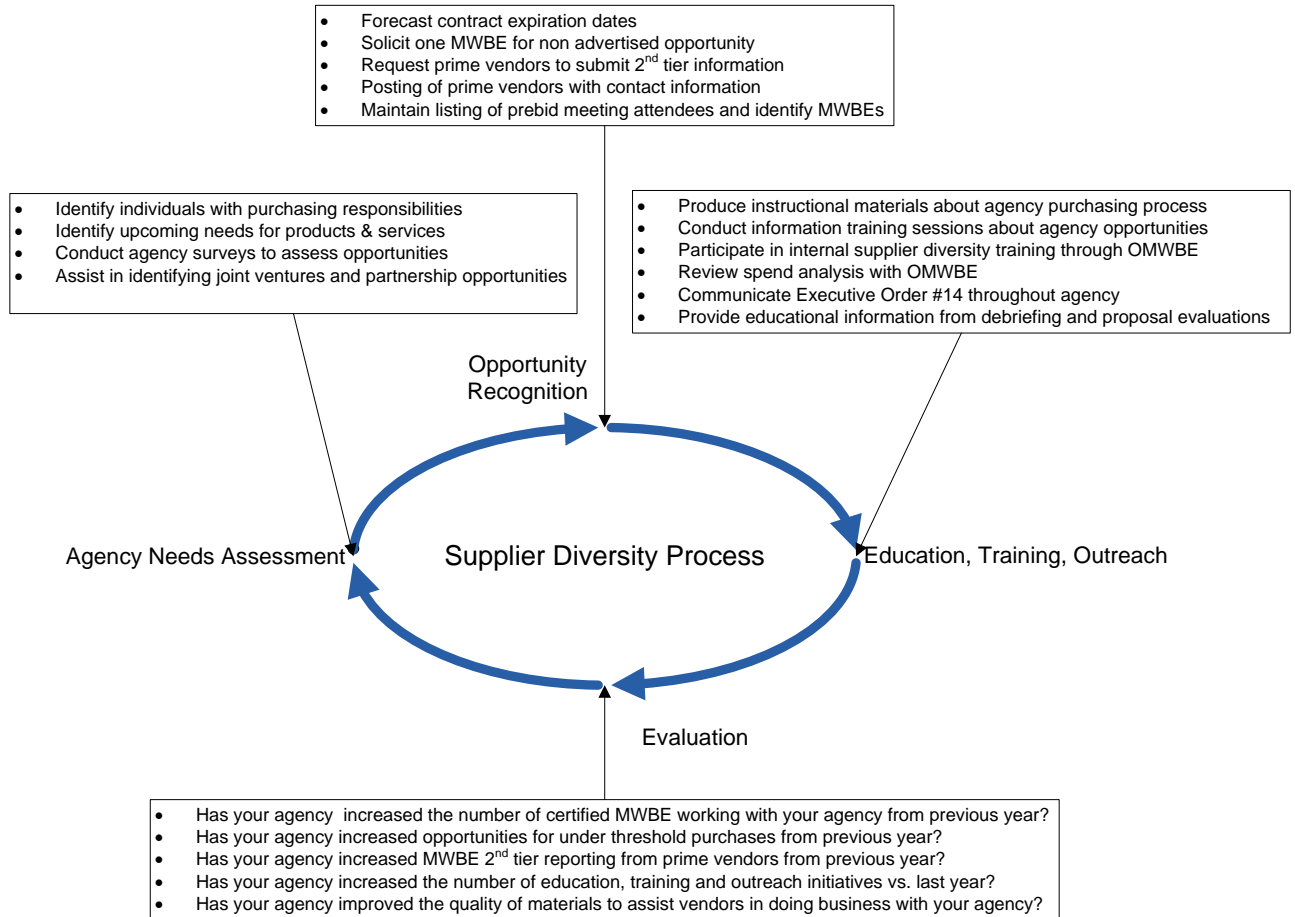 • Forecast contract expiration dates
• Solicit one MWBE for non advertised opportunity
• Request prime vendors to submit 2nd tier information
• Posting of prime vendors with contact information
• Maintain listing of prebid meeting attendees and identify MWBEs
• Identify individuals with purchasing responsibilities
• Identify upcoming needs for products & services
• Conduct agency surveys to assess opportunities
• Assist in identifying joint ventures and partnership opportunities
• Produce instructional materials about agency purchasing process
• Conduct information training sessions about agency opportunities
• Participate in internal supplier diversity training through OMWBE
• Review spend analysis with OMWBE
• Communicate Executive Order #14 throughout agency
• Provide educational information from debriefing and proposal evaluations
Opportunity
Recognition
Agency Needs Assessment
Supplier Diversity Process
Education, Training, Outreach
Evaluation
• Has your agency increased the number of certified MWBE working with your agency from previous year?
• Has your agency increased opportunities for under threshold purchases from previous year?
• Has your agency increased MWBE 2nd tier reporting from prime vendors from previous year?
• Has your agency increased the number of education, training and outreach initiatives vs. last year?
• Has your agency improved the quality of materials to assist vendors in doing business with your agency?